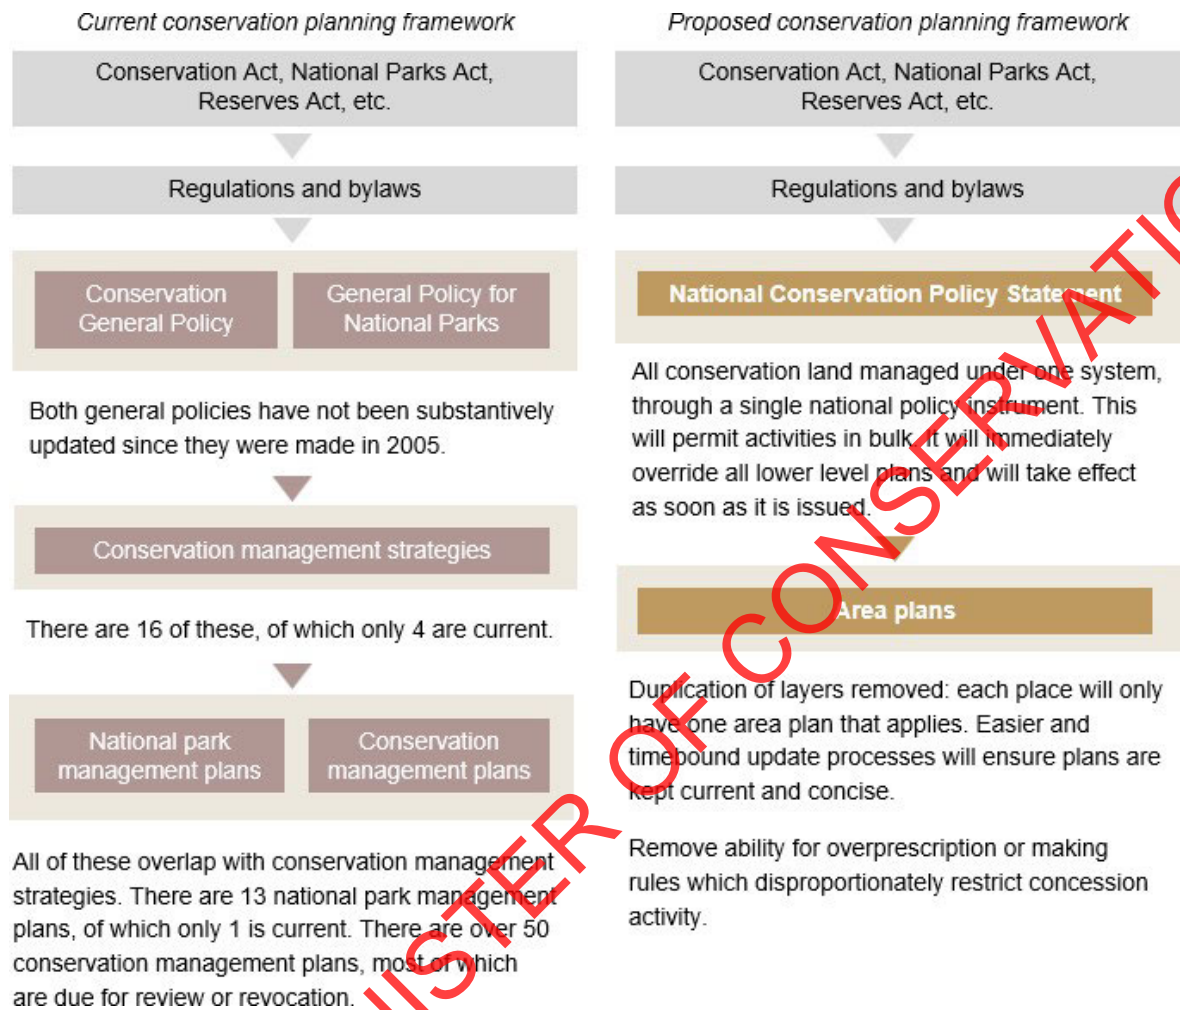 Current conservation planning framework
Conservation Act, National Parks Act,
Reserves Act, etc.
Regulations and bylaws
Conservation
General Policy
General Policy for
National Parks
Both general policies have not been substantively
updated since they were made in 2005.
Conservation management strategies
There are 16 of these, of which only 4 are current.
National park
management plans
Conservation
management plans
All of these overlap with conservation management
strategies. There are 13 national park management
plans, of which only 1 is current. There are over 50
conservation management plans, most of which
are due for review or revocation.
Proposed conservation planning framework
Conservation Act, National Parks Act,
Reserves Act, etc.
Regulations and bylaws
National Conservation Policy Statement
All conservation land managed under one system,
through a single national policy instrument. This
will permit activities in bulk. It will immediately
override all lower level plans and will take effect
as soon as it is issued.
Area plans
Duplication of layers removed: each place will only
have one area plan that applies. Easier and
timebound update processes will ensure plans are
kept current and concise.
Remove ability for overprescription or making
rules which disproportionately restrict concession
activity.
OF CONSERVATIO